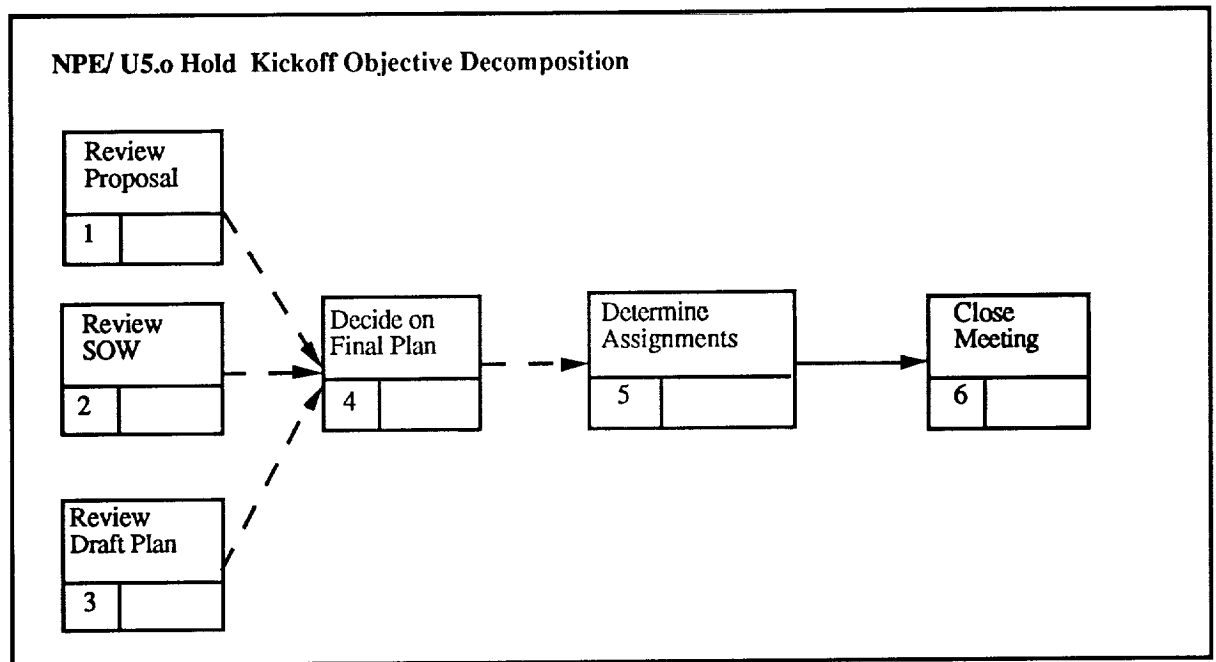 NPE/ U5.o Hold Kickoff Objective Decomposition
Review
Proposal
1
Review
SOW
2
Review
Draft Plan
3
Decide on
Final Plan
4
Determine
Assignments
5
Close
Meeting
6